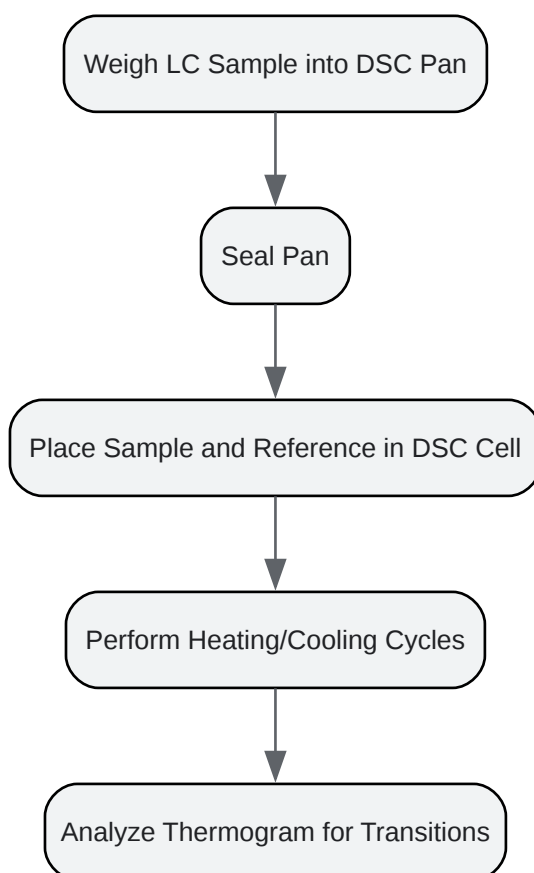 Weigh LC Sample into DSC Pan
Seal Pan
Place Sample and Reference in DSC Cell
Perform Heating/Cooling Cycles
Analyze Thermogram for Transitions